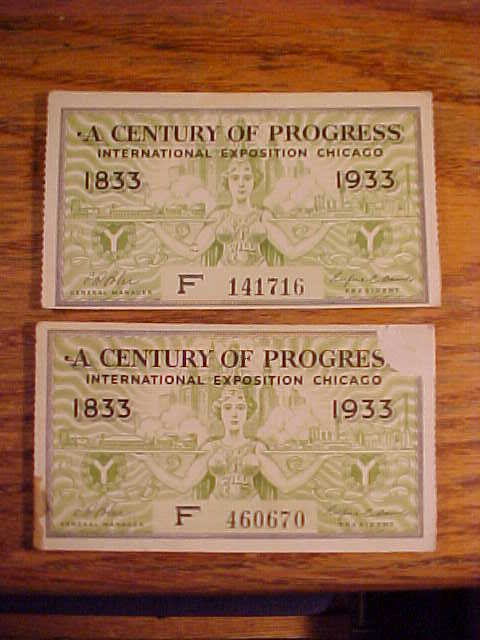 A CENTURY OF PROGRESS
INTERNATIONAL EXPOSITION CHICAGO
1833 1933
GENERAL MANAGER F 141716 PRESIDENT
A CENTURY OF PROGRES
INTERNATIONAL EXPOSITION CHICAGO
1833 1933
GENERAL MANAGER F 460670 PRESIDENT